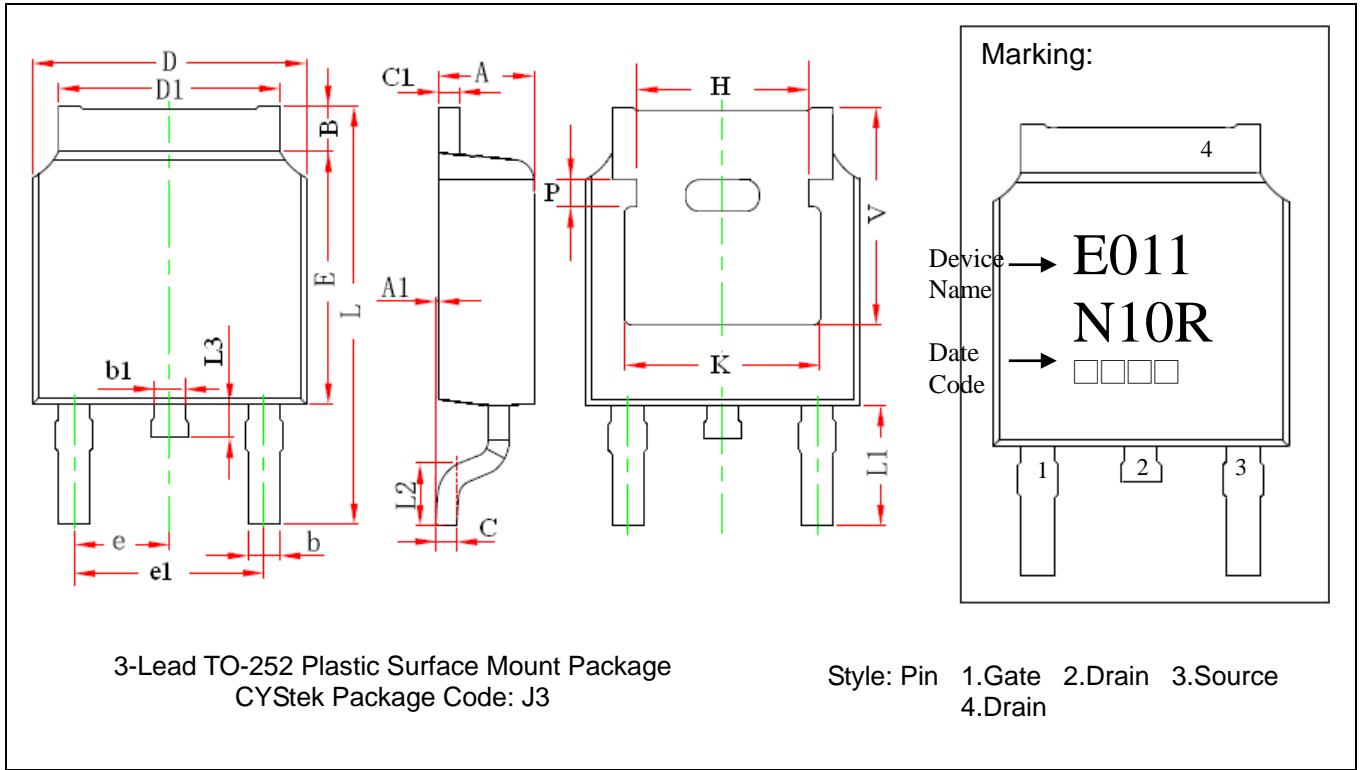 D
D1
B
E
L
L3
b1
e
e1
b
C1
A
A1
L2
C
H
P
V
K
L1
Marking:
4
Device
Name
E011
N10R
Date
Code
□□□□
1
2
3
3-Lead TO-252 Plastic Surface Mount Package
CYStek Package Code: J3
Style: Pin 1.Gate 2.Drain 3.Source
4.Drain